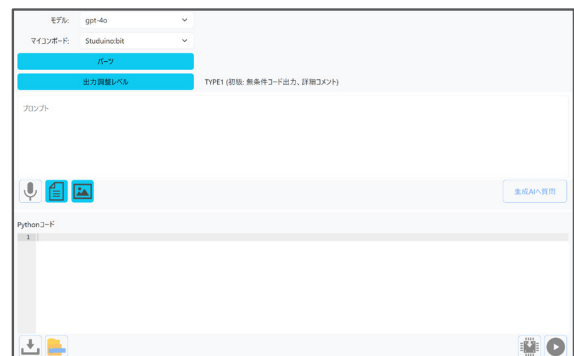 モデル: gpt-4o
マイコンボード: Studuino:bit
パーツ
出力調整レベル TYPE1 (初級: 無条件コード出力、詳細コメント)
プロンプト
生成AIへ質問
Pythonコード
1